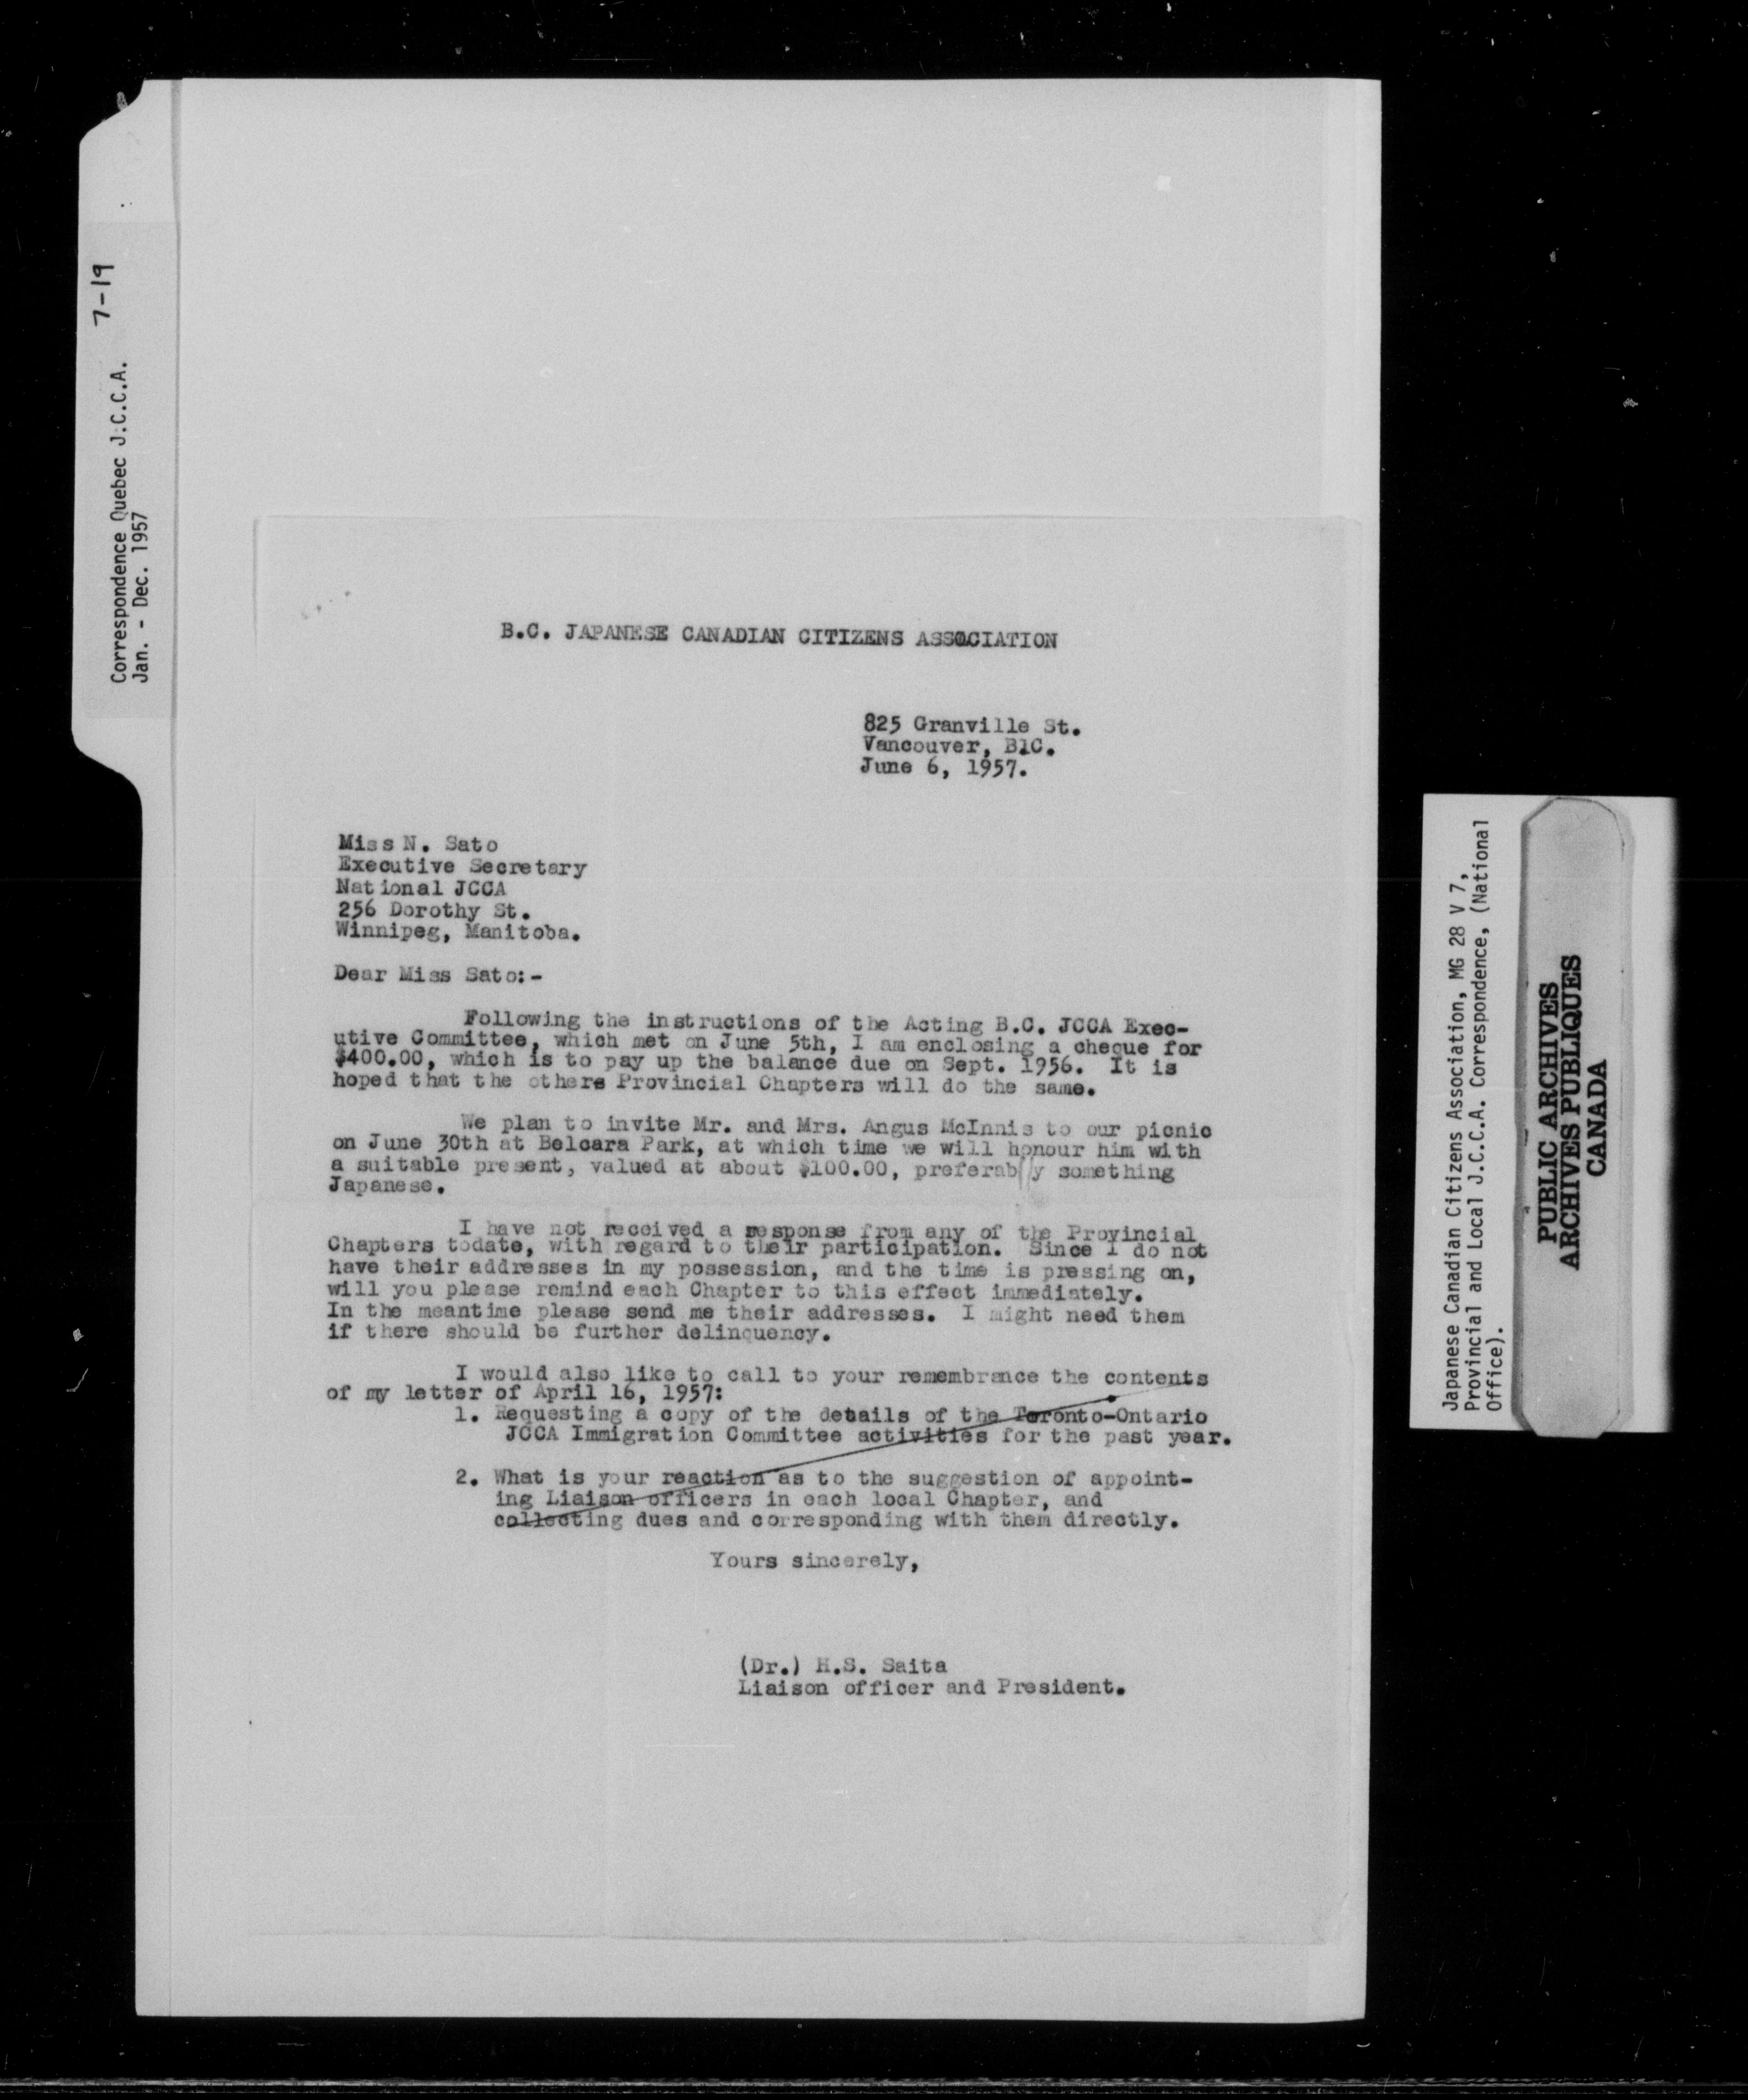 7-19
Correspondence Quebec J.C.C.A.
Jan. - Dec. 1957
B.C. JAPANESE CANADIAN CITIZENS ASSOCIATION
825 Granville St.
Vancouver, B.C.
June 6, 1957.
Miss N. Sato
Executive Secretary
National JCCA
256 Dorothy St.
Winnipeg, Manitoba.
Dear Miss Sato:-
Following the instructions of the Acting B.C. JCCA Exec-
utive Committee, which met on June 5th, I am enclosing a cheque for
$400.00, which is to pay up the balance due on Sept. 1956. It is
hoped that the others Provincial Chapters will do the same.
We plan to invite Mr. and Mrs. Angus McInnis to our picnic
on June 30th at Belcara Park, at which time we will honour him with
a suitable present, valued at about $100.00, preferably something
Japanese.
I have not received a response from any of the Provincial
Chapters todate, with regard to their participation. Since I do not
have their addresses in my possession, and the time is pressing on,
will you please remind each Chapter to this effect immediately.
In the meantime please send me their addresses. I might need them
if there should be further delinquency.
I would also like to call to your remembrance the contents
of my letter of April 16, 1957:
1. Requesting a copy of the details of the Toronto-Ontario
JCCA Immigration Committee activities for the past year.
2. What is your reaction as to the suggestion of appoint-
ing Liaison officers in each local Chapter, and
collecting dues and corresponding with them directly.
Yours sincerely,
(Dr.) H.S. Saita
Liaison officer and President.
Japanese Canadian Citizens Association, MG 28 V 7,
Provincial and Local J.C.C.A. Correspondence, (National
Office).
PUBLIC ARCHIVES
ARCHIVES PUBLIQUES
CANADA